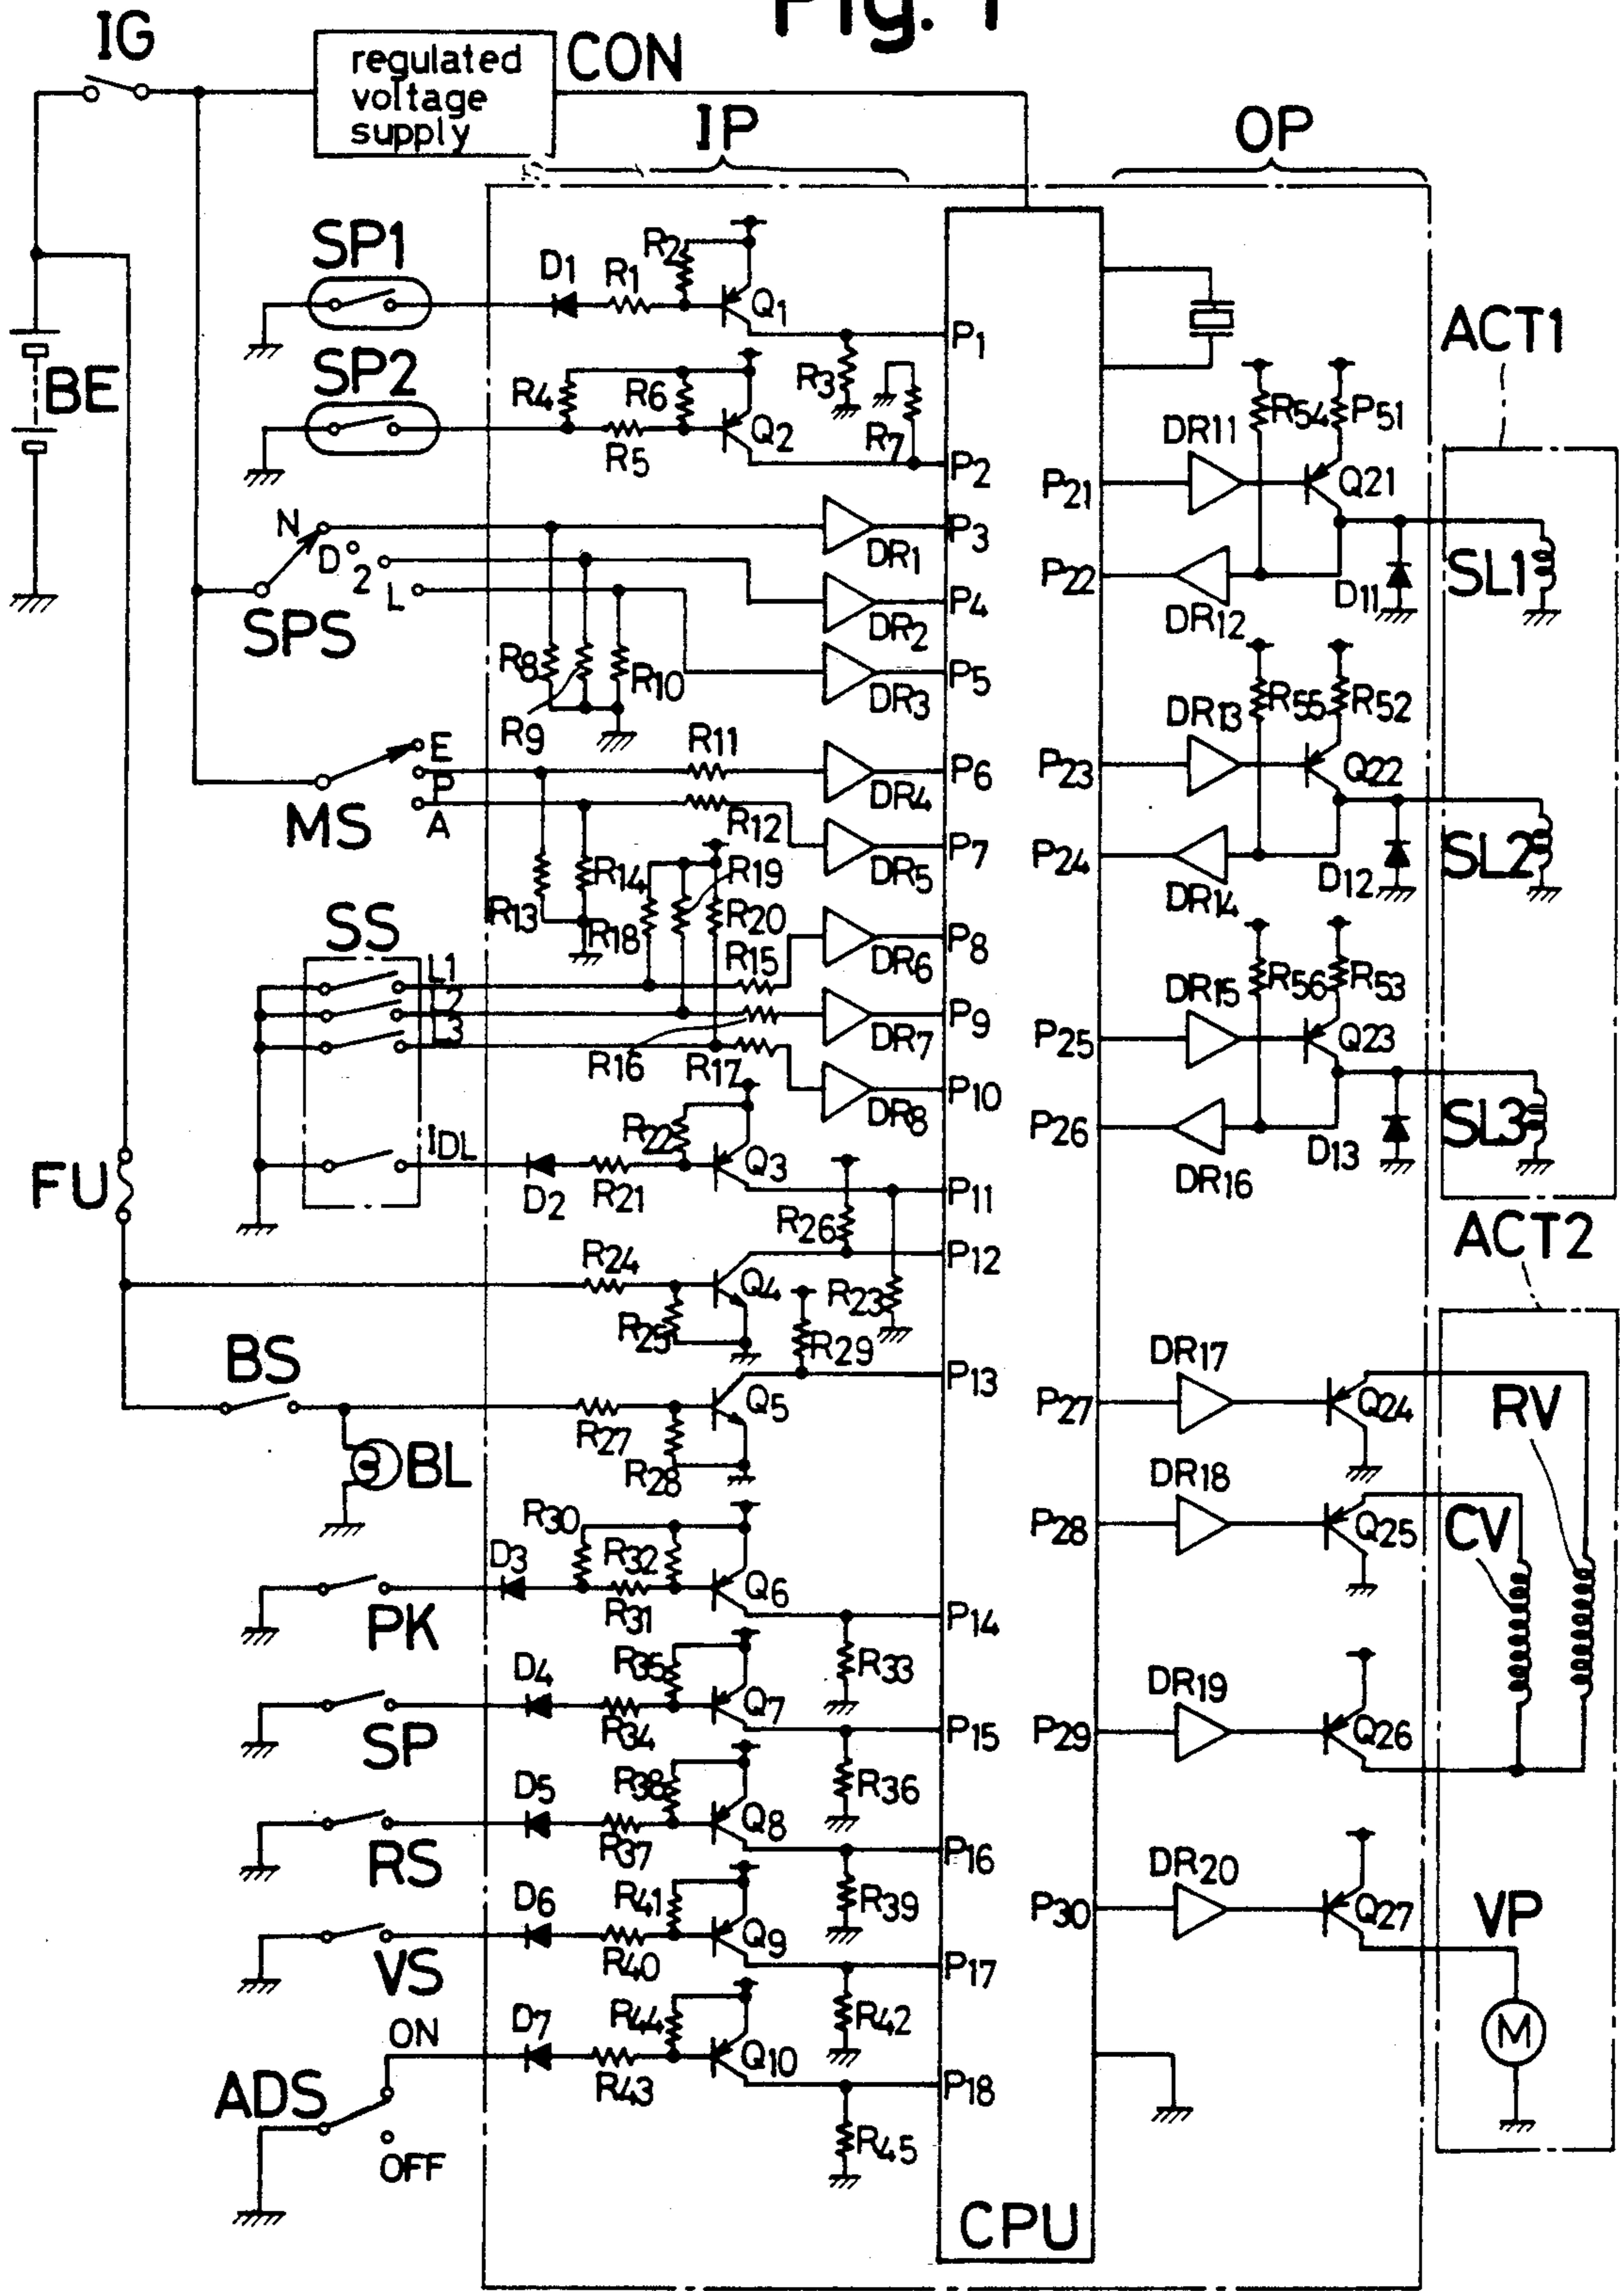 Fig. 1
IG
regulated
voltage
supply
CON
IP
OP
SP1
D1
R1
R2
Q1
R3
P1
BE
SP2
R4
R6
R5
Q2
R7
P2
N
D
2
L
SPS
DR1
P3
DR2
P4
DR3
P5
R8
R9
R10
MS
E
P
A
R11
R12
DR4
P6
DR5
P7
R13
R14
R18
R19
R20
SS
L1
L2
L3
R15
R16
R17
DR6
P8
DR7
P9
DR8
P10
IDL
D2
R21
R22
Q3
P11
FU
R26
R24
R25
Q4
P12
R23
BS
R29
R27
R28
Q5
P13
BL
PK
D3
R30
R32
R31
Q6
P14
R33
SP
D4
R35
R34
Q7
P15
R36
RS
D5
R38
R37
Q8
P16
R39
VS
D6
R41
R40
Q9
P17
R42
ADS
ON
OFF
D7
R44
R43
Q10
P18
R45
CPU
ACT1
R54
P51
P21
DR11
Q21
P22
DR12
D11
SL1
R55
R52
P23
DR13
Q22
P24
DR14
D12
SL2
R56
R53
P25
DR15
Q23
P26
DR16
D13
SL3
ACT2
P27
DR17
Q24
RV
P28
DR18
Q25
CV
P29
DR19
Q26
P30
DR20
Q27
VP
M